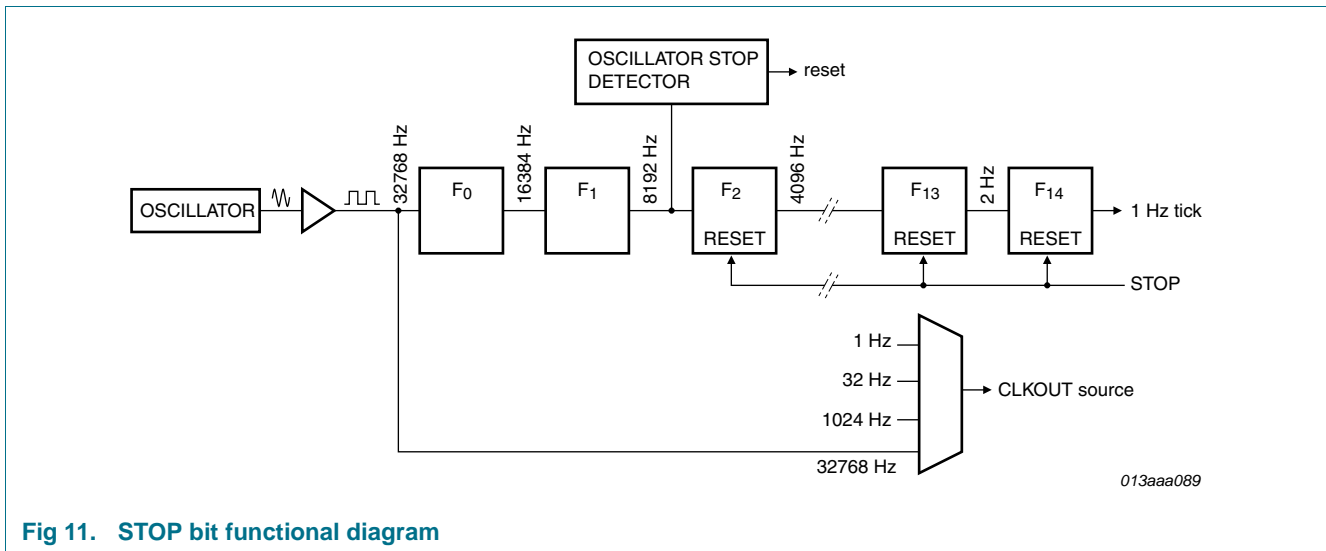 OSCILLATOR STOP
DETECTOR
reset
32768 Hz
16384 Hz
8192 Hz
4096 Hz
2 Hz
OSCILLATOR
F0
F1
F2
RESET
F13
RESET
F14
RESET
1 Hz tick
STOP
1 Hz
32 Hz
1024 Hz
32768 Hz
CLKOUT source
013aaa089
Fig 11. STOP bit functional diagram